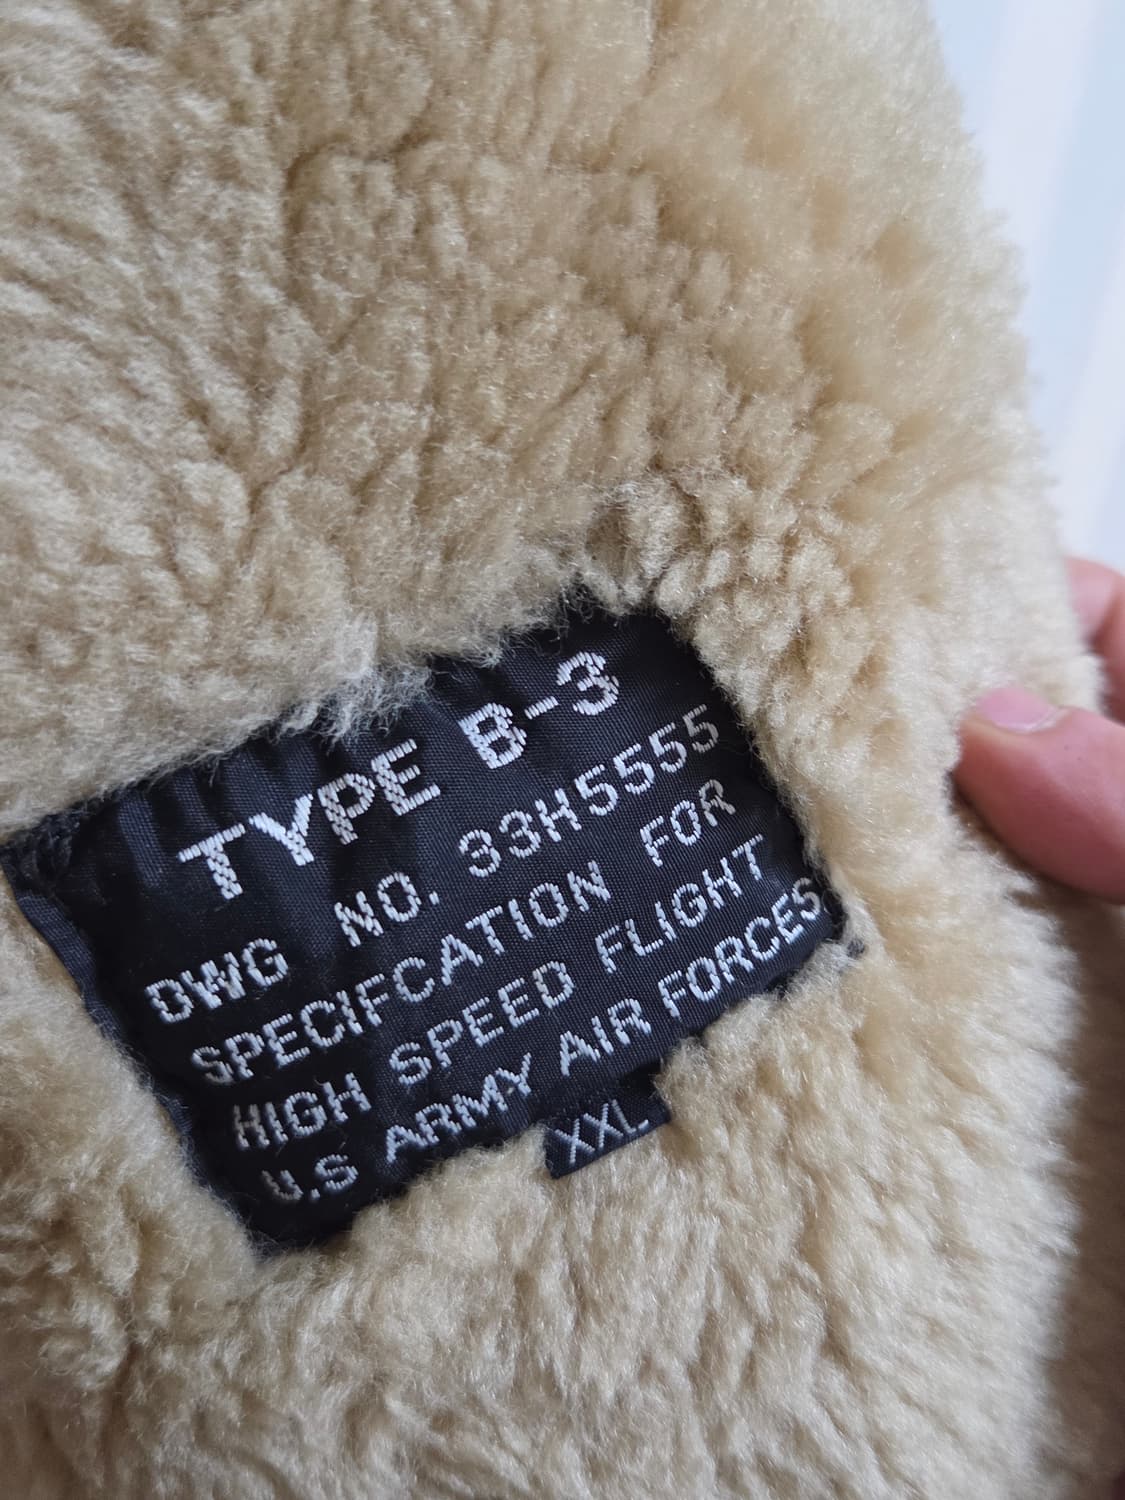 TYPE B-3
DWG NO. 33H5555
SPECIFCATION FOR
HIGH SPEED FLIGHT
U.S ARMY AIR FORCES
XXL